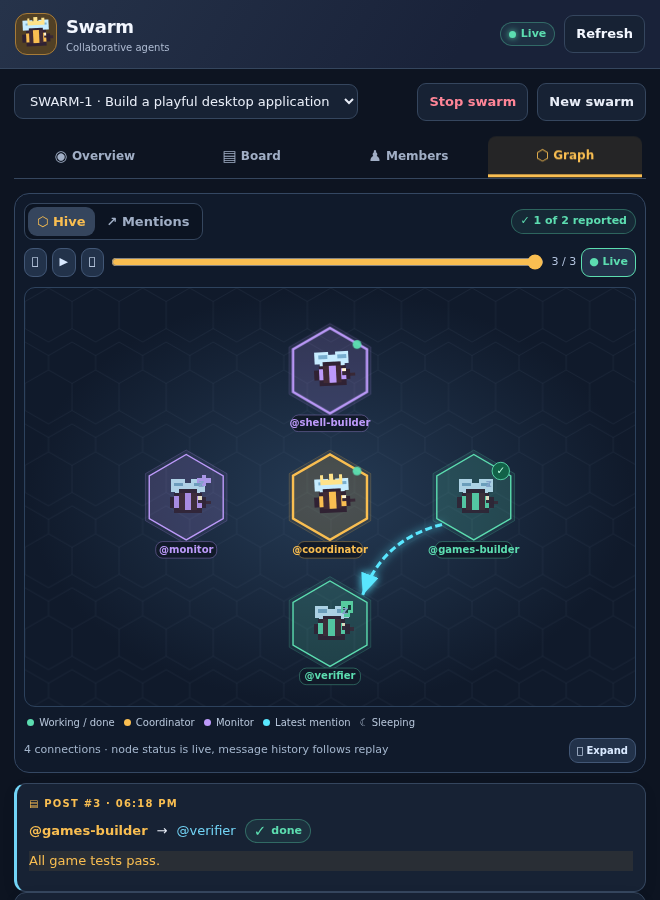 Swarm
Collaborative agents
Live
Refresh
SWARM-1 · Build a playful desktop application
Stop swarm
New swarm
Overview
Board
Members
Graph
Hive
Mentions
✓ 1 of 2 reported
3 / 3
Live
@shell-builder
@monitor
@coordinator
@games-builder
@verifier
Working / done
Coordinator
Monitor
Latest mention
Sleeping
4 connections · node status is live, message history follows replay
Expand
POST #3 · 06:18 PM
@games-builder → @verifier ✓ done
All game tests pass.